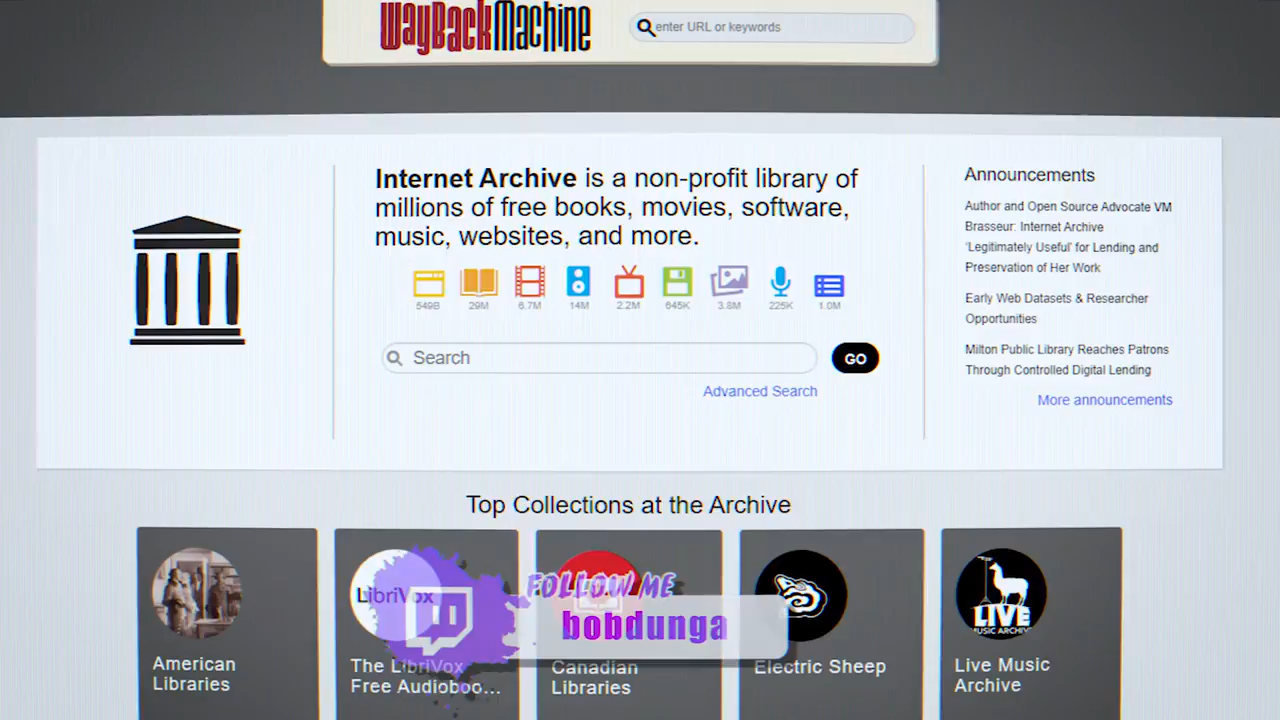 WayBackMachine
enter URL or keywords
Internet Archive is a non-profit library of
millions of free books, movies, software,
music, websites, and more.
549B 29M 6.7M 14M 2.2M 645K 3.8M 225K 1.0M
Search
GO
Advanced Search
Announcements
Author and Open Source Advocate VM
Brasseur: Internet Archive
'Legitimately Useful' for Lending and
Preservation of Her Work
Early Web Datasets & Researcher
Opportunities
Milton Public Library Reaches Patrons
Through Controlled Digital Lending
More announcements
Top Collections at the Archive
American
Libraries
LibriVox
The LibriVox
Free Audioboo...
FOLLOW ME
bobdunga
Canadian
Libraries
Electric Sheep
LIVE
MUSIC ARCHIVE
Live Music
Archive